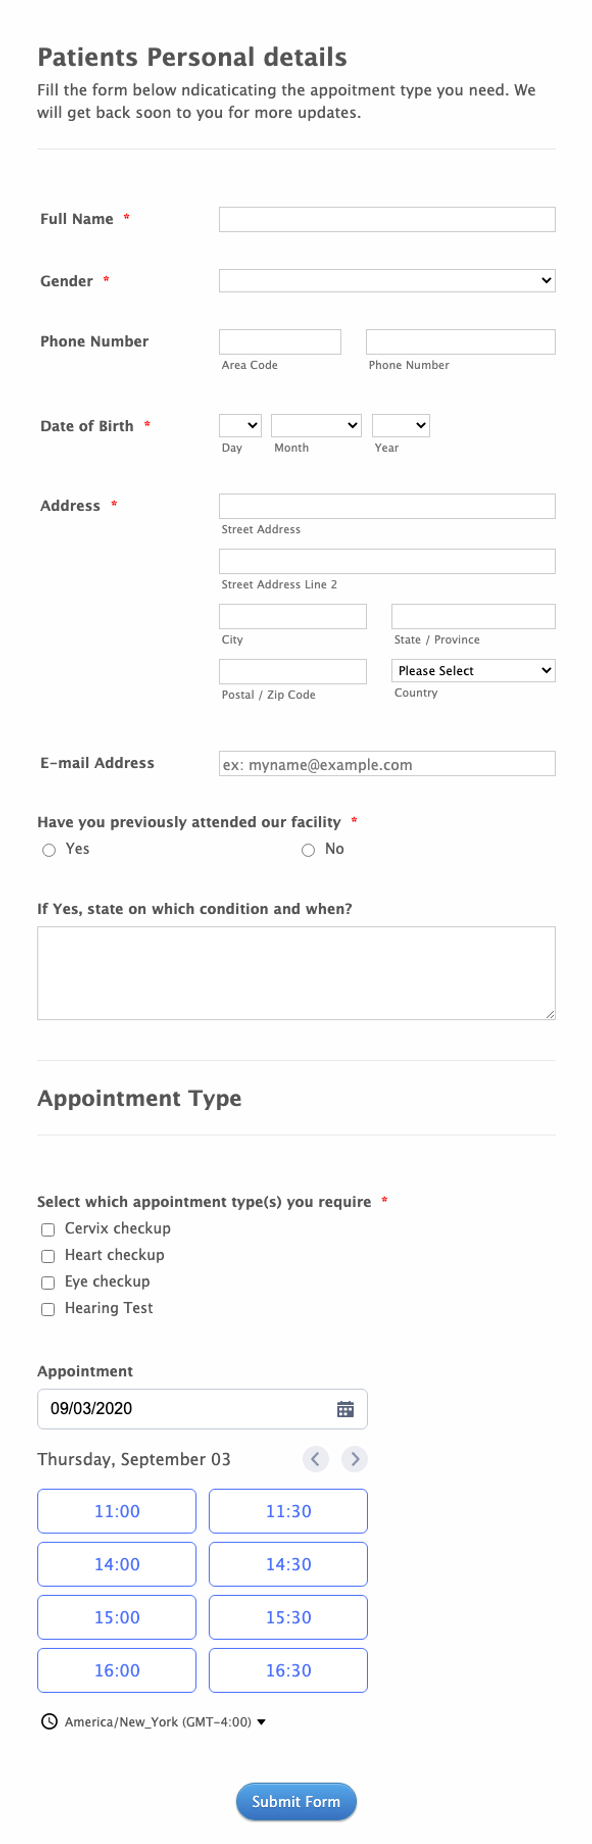 Patients Personal details
Fill the form below ndicaticating the appoitment type you need. We
will get back soon to you for more updates.
Full Name *
Gender *
Phone Number
Area Code
Phone Number
Date of Birth *
Day
Month
Year
Address *
Street Address
Street Address Line 2
City
State / Province
Please Select
Postal / Zip Code
Country
E-mail Address
ex: myname@example.com
Have you previously attended our facility *
Yes
No
If Yes, state on which condition and when?
Appointment Type
Select which appointment type(s) you require *
Cervix checkup
Heart checkup
Eye checkup
Hearing Test
Appointment
09/03/2020
Thursday, September 03
11:00
11:30
14:00
14:30
15:00
15:30
16:00
16:30
America/New_York (GMT-4:00)
Submit Form